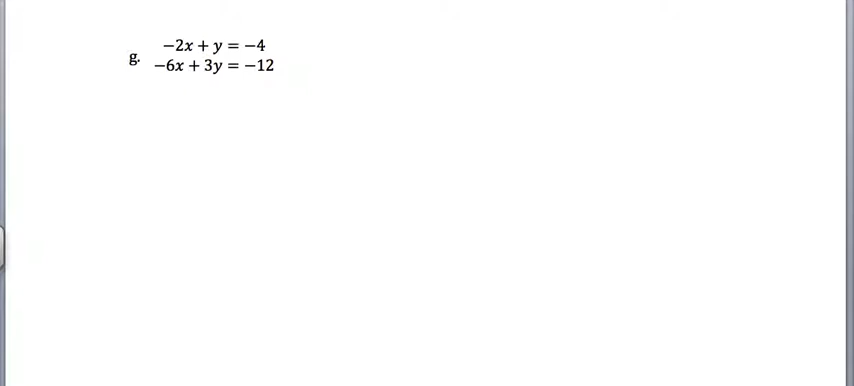 g. −2x + y = −4
−6x + 3y = −12